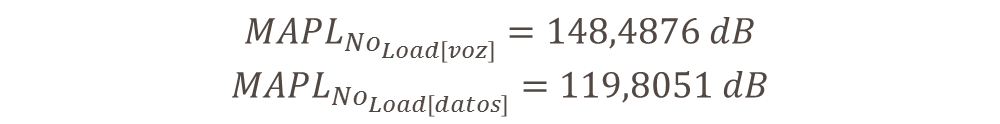 MAPL_{No_{Load[voz]}} = 148,4876 dB
MAPL_{No_{Load[datos]}} = 119,8051 dB